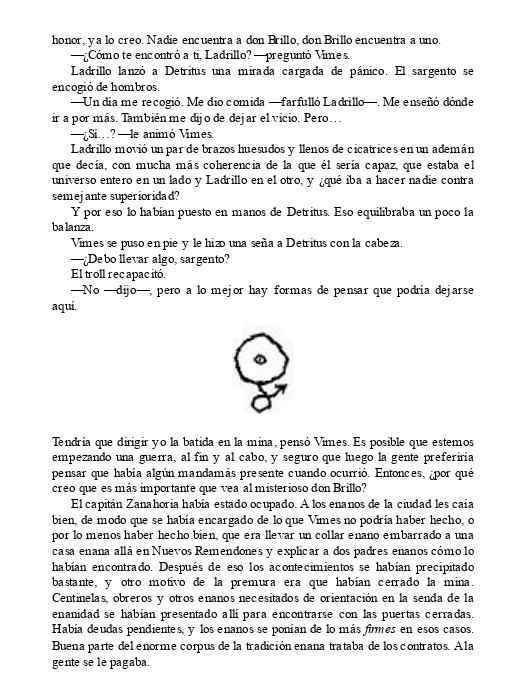 honor, ya lo creo. Nadie encuentra a don Brillo, don Brillo encuentra a uno.
—¿Cómo te encontró a ti, Ladrillo? —preguntó Vimes.
Ladrillo lanzó a Detritus una mirada cargada de pánico. El sargento se
encogió de hombros.
—Un día me recogió. Me dio comida —farfulló Ladrillo—. Me enseñó dónde
ir a por más. También me dijo de dejar el vicio. Pero…
—¿Sí…? —le animó Vimes.
Ladrillo movió un par de brazos huesudos y llenos de cicatrices en un ademán
que decía, con mucha más coherencia de la que él sería capaz, que estaba el
universo entero en un lado y Ladrillo en el otro, y ¿qué iba a hacer nadie contra
semejante superioridad?
Y por eso lo habían puesto en manos de Detritus. Eso equilibraba un poco la
balanza.
Vimes se puso en pie y le hizo una seña a Detritus con la cabeza.
—¿Debo llevar algo, sargento?
El troll recapacitó.
—No —dijo—, pero a lo mejor hay formas de pensar que podría dejarse
aquí.
Tendría que dirigir yo la batida en la mina, pensó Vimes. Es posible que estemos
empezando una guerra, al fin y al cabo, y seguro que luego la gente preferiría
pensar que había algún mandamás presente cuando ocurrió. Entonces, ¿por qué
creo que es más importante que vea al misterioso don Brillo?
El capitán Zanahoria había estado ocupado. A los enanos de la ciudad les caía
bien, de modo que se había encargado de lo que Vimes no podría haber hecho, o
por lo menos haber hecho bien, que era llevar un collar enano embarrado a una
casa enana allá en Nuevos Remendones y explicar a dos padres enanos cómo lo
habían encontrado. Después de eso los acontecimientos se habían precipitado
bastante, y otro motivo de la premura era que habían cerrado la mina.
Centinelas, obreros y otros enanos necesitados de orientación en la senda de la
enanidad se habían presentado allí para encontrarse con las puertas cerradas.
Había deudas pendientes, y los enanos se ponían de lo más firmes en esos casos.
Buena parte del enorme corpus de la tradición enana trataba de los contratos. A la
gente se le pagaba.